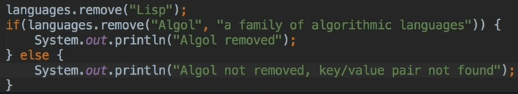 languages.remove("Lisp");
if(languages.remove("Algol", "a family of algorithmic languages")) {
    System.out.println("Algol removed");
} else {
    System.out.println("Algol not removed, key/value pair not found");
}